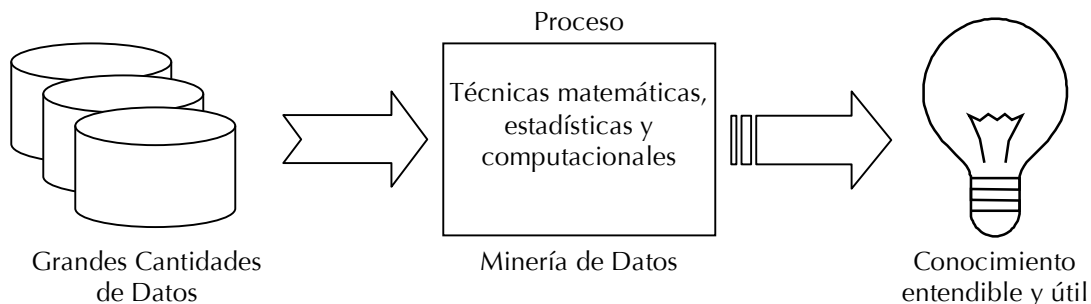 Proceso
Técnicas matemáticas,
estadísticas y
computacionales
Grandes Cantidades
de Datos
Minería de Datos
Conocimiento
entendible y útil